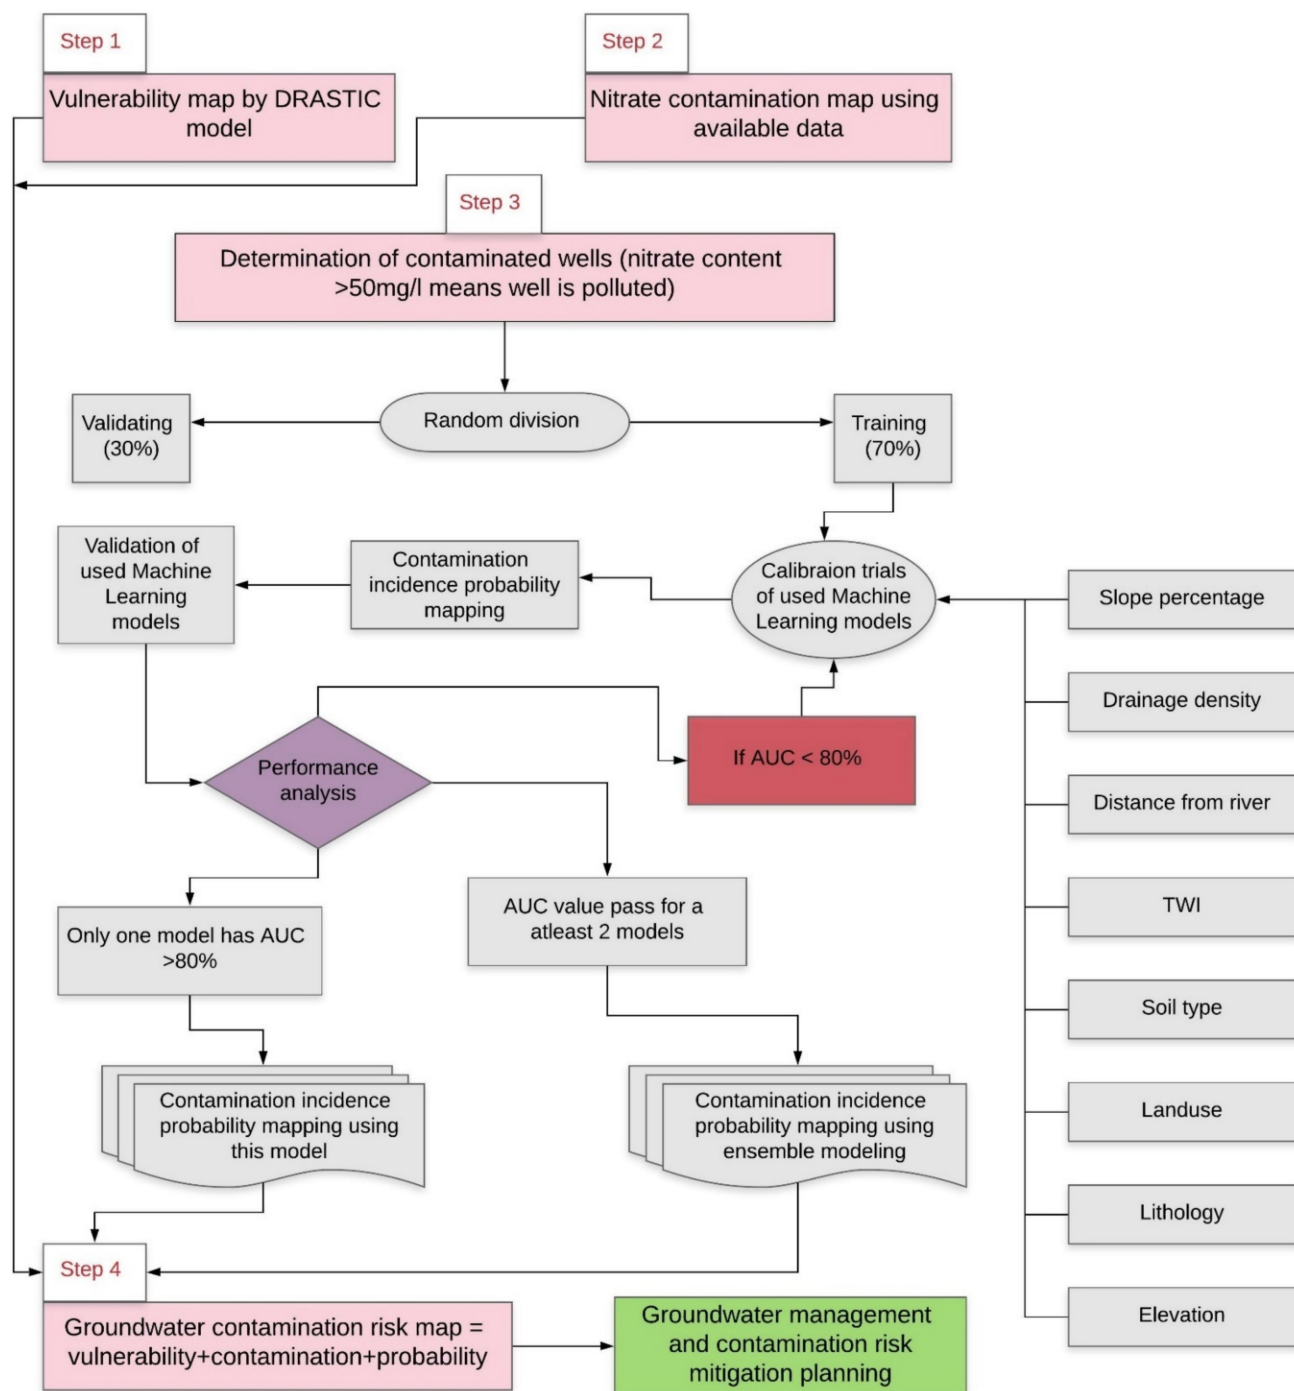 Step 1
Vulnerability map by DRASTIC
model
Step 2
Nitrate contamination map using
available data
Step 3
Determination of contaminated wells (nitrate content
>50mg/l means well is polluted)
Random division
Validating
(30%)
Training
(70%)
Validation of
used Machine
Learning
models
Contamination
incidence probability
mapping
Calibraion trials
of used Machine
Learning models
Slope percentage
Drainage density
Distance from river
TWI
Soil type
Landuse
Lithology
Elevation
Performance
analysis
If AUC < 80%
Only one model has AUC
>80%
AUC value pass for a
atleast 2 models
Contamination incidence
probability mapping using
this model
Contamination incidence
probability mapping using
ensemble modeling
Step 4
Groundwater contamination risk map =
vulnerability+contamination+probability
Groundwater management
and contamination risk
mitigation planning